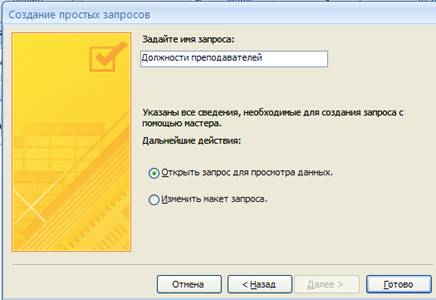 Создание простых запросов
Задайте имя запроса:
Должности преподавателей
Указаны все сведения, необходимые для создания запроса с
помощью мастера.
Дальнейшие действия:
Открыть запрос для просмотра данных.
Изменить макет запроса.
Отмена < Назад Далее > Готово